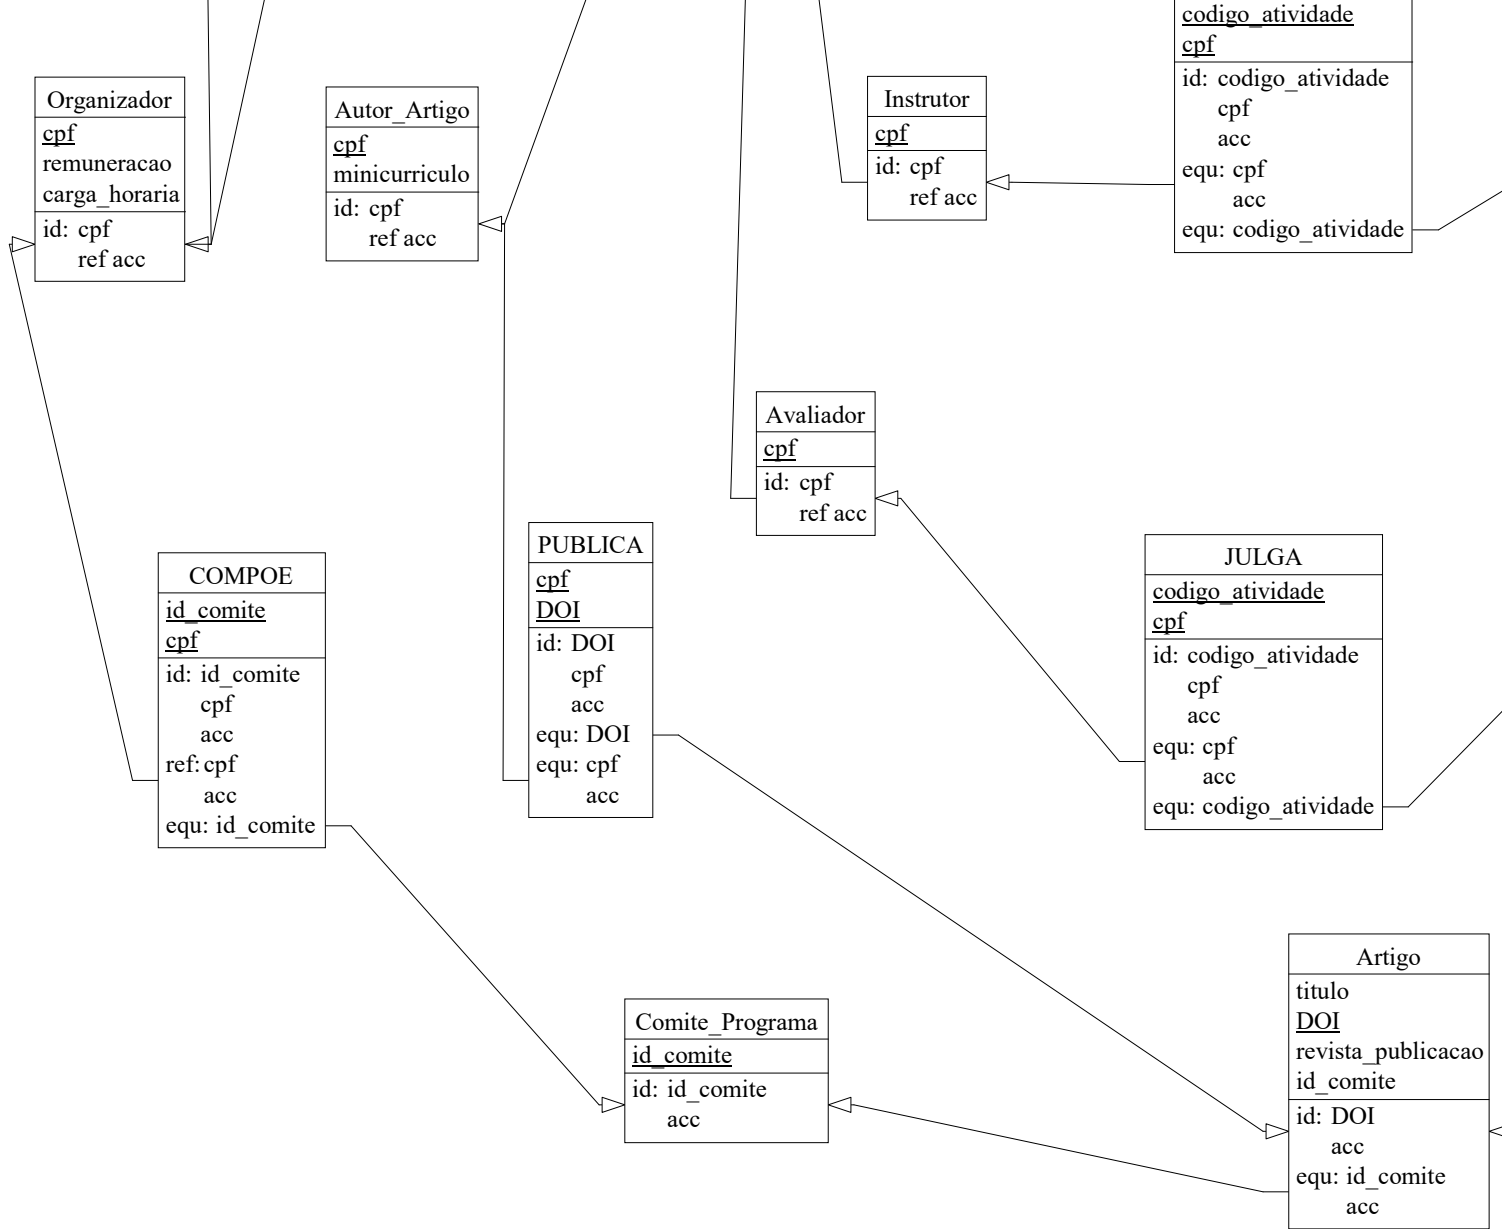 codigo_atividade
cpf
id: codigo_atividade
cpf
acc
equ: cpf
acc
equ: codigo_atividade
Organizador
cpf
remuneracao
carga_horaria
id: cpf
ref acc
Autor_Artigo
cpf
minicurriculo
id: cpf
ref acc
Instrutor
cpf
id: cpf
ref acc
Avaliador
cpf
id: cpf
ref acc
COMPOE
id_comite
cpf
id: id_comite
cpf
acc
ref: cpf
acc
equ: id_comite
PUBLICA
cpf
DOI
id: DOI
cpf
acc
equ: DOI
equ: cpf
acc
JULGA
codigo_atividade
cpf
id: codigo_atividade
cpf
acc
equ: cpf
acc
equ: codigo_atividade
Comite_Programa
id_comite
id: id_comite
acc
Artigo
titulo
DOI
revista_publicacao
id_comite
id: DOI
acc
equ: id_comite
acc